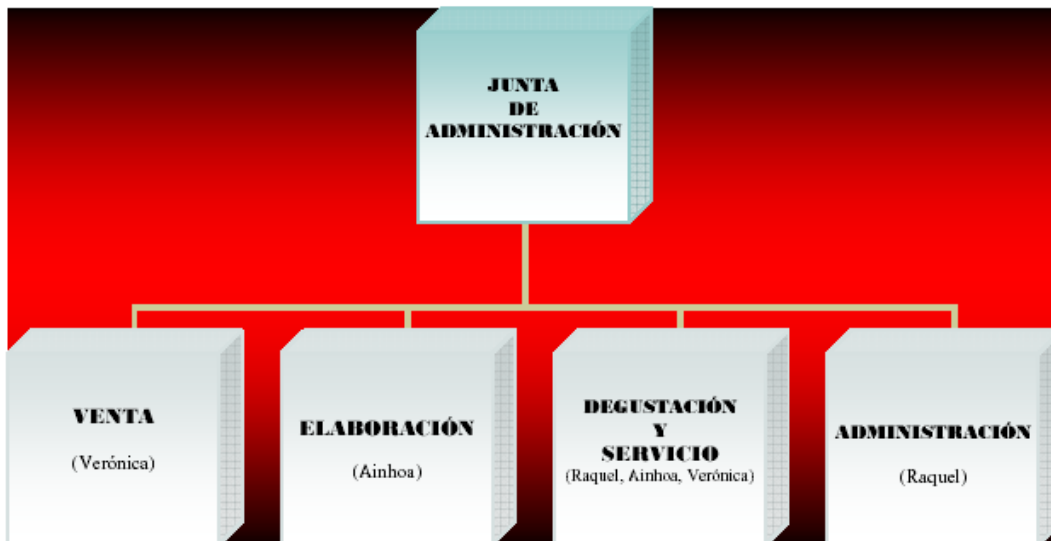 JUNTA
DE
ADMINISTRACIÓN
VENTA
(Verónica)
ELABORACIÓN
(Ainhoa)
DEGUSTACIÓN
Y
SERVICIO
(Raquel, Ainhoa, Verónica)
ADMINISTRACIÓN
(Raquel)